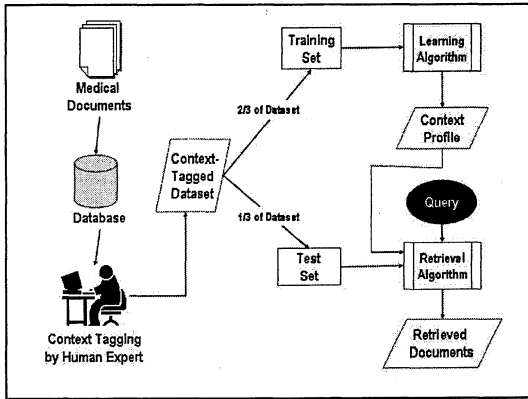 Medical
Documents
Database
Context Tagging
by Human Expert
Context-
Tagged
Dataset
2/3 of Dataset
1/3 of Dataset
Training
Set
Test
Set
Learning
Algorithm
Context
Profile
Query
Retrieval
Algorithm
Retrieved
Documents